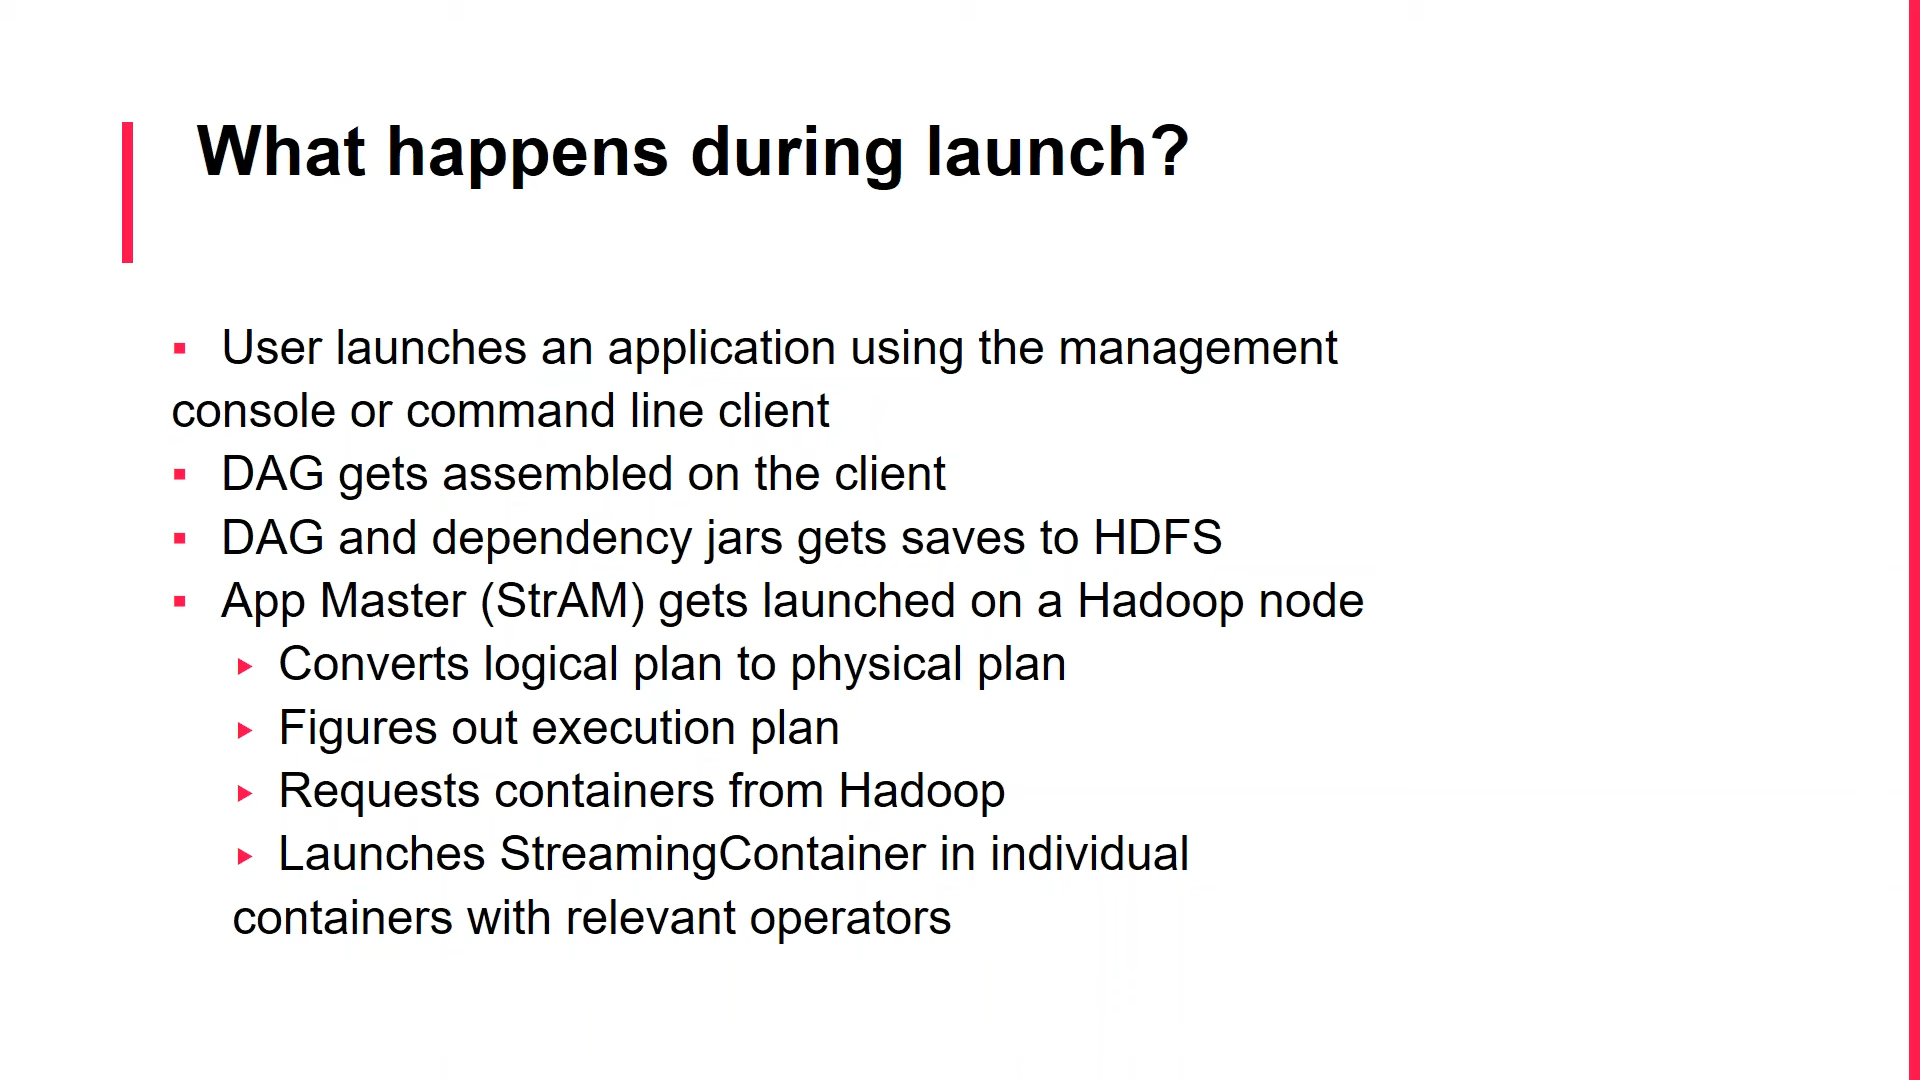 What happens during launch?
▪ User launches an application using the management
console or command line client
▪ DAG gets assembled on the client
▪ DAG and dependency jars gets saves to HDFS
▪ App Master (StrAM) gets launched on a Hadoop node
▸ Converts logical plan to physical plan
▸ Figures out execution plan
▸ Requests containers from Hadoop
▸ Launches StreamingContainer in individual
containers with relevant operators